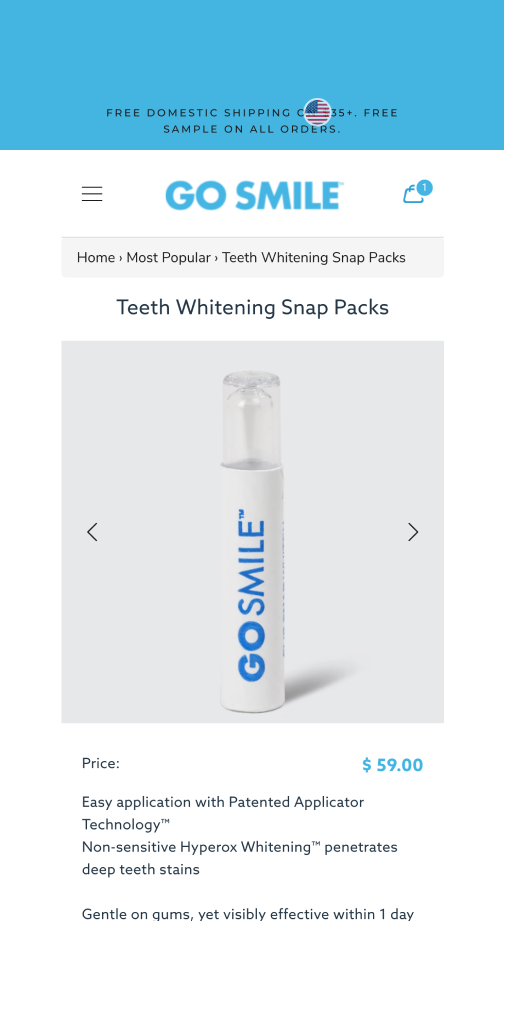 FREE DOMESTIC SHIPPING 35+. FREE
SAMPLE ON ALL ORDERS.
GO SMILE™
1
Home › Most Popular › Teeth Whitening Snap Packs
Teeth Whitening Snap Packs
GO SMILE™
Price:
$ 59.00
Easy application with Patented Applicator
Technology™
Non-sensitive Hyperox Whitening™ penetrates
deep teeth stains
Gentle on gums, yet visibly effective within 1 day